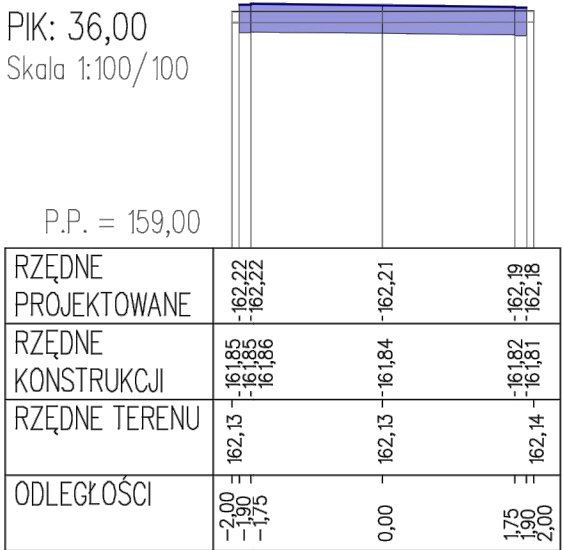 PIK: 36,00
Skala 1:100/100
P.P. = 159,00
RZĘDNE
PROJEKTOWANE
162,22
162,22
162,21
162,19
162,18
RZĘDNE
KONSTRUKCJI
161,85
161,85
161,86
161,84
161,82
161,81
RZĘDNE TERENU
162,13
162,13
162,14
ODLEGŁOŚCI
-2,00
-1,90
-1,75
0,00
1,75
1,90
2,00